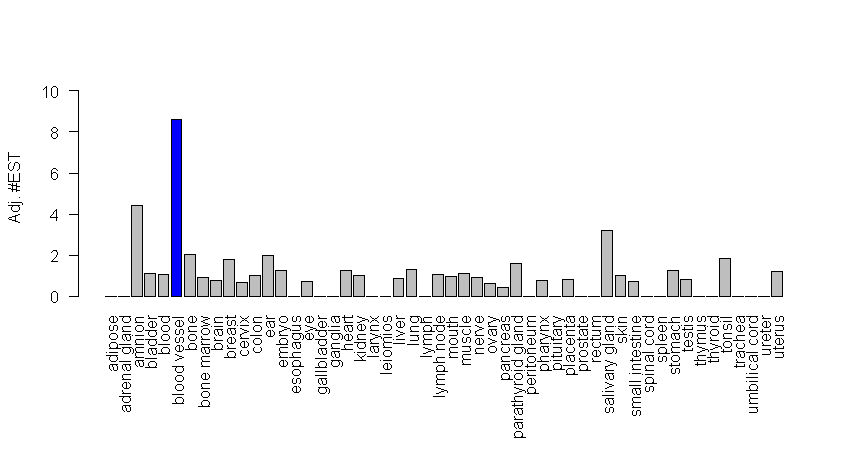 Adj. #EST
10
8
6
4
2
0
adipose
adrenal gland
amnion
bladder
blood
blood vessel
bone
bone marrow
brain
breast
cervix
colon
ear
embryo
esophagus
eye
gallbladder
ganglia
heart
kidney
larynx
leiomios
liver
lung
lymph
lymph node
mouth
muscle
nerve
ovary
pancreas
parathyroid gland
peritoneum
pharynx
pituitary
placenta
prostate
rectum
salivary gland
skin
small intestine
spinal cord
spleen
stomach
testis
thymus
thyroid
tonsil
trachea
umbilical cord
ureter
uterus